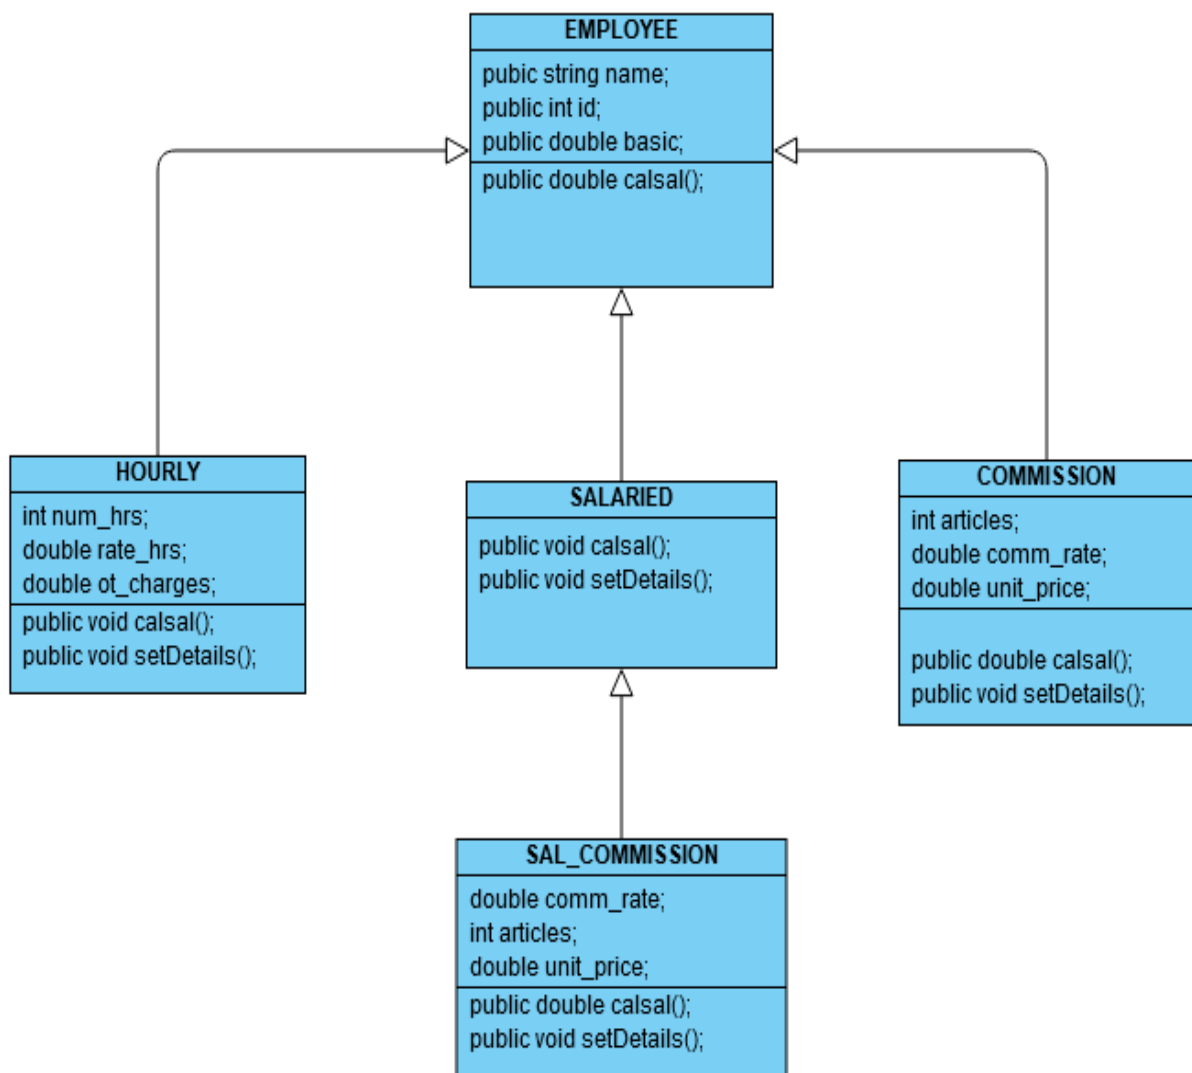 EMPLOYEE
pubic string name;
public int id;
public double basic;
public double calsal();
HOURLY
int num_hrs;
double rate_hrs;
double ot_charges;
public void calsal();
public void setDetails();
SALARIED
public void calsal();
public void setDetails();
COMMISSION
int articles;
double comm_rate;
double unit_price;
public double calsal();
public void setDetails();
SAL_COMMISSION
double comm_rate;
int articles;
double unit_price;
public double calsal();
public void setDetails();